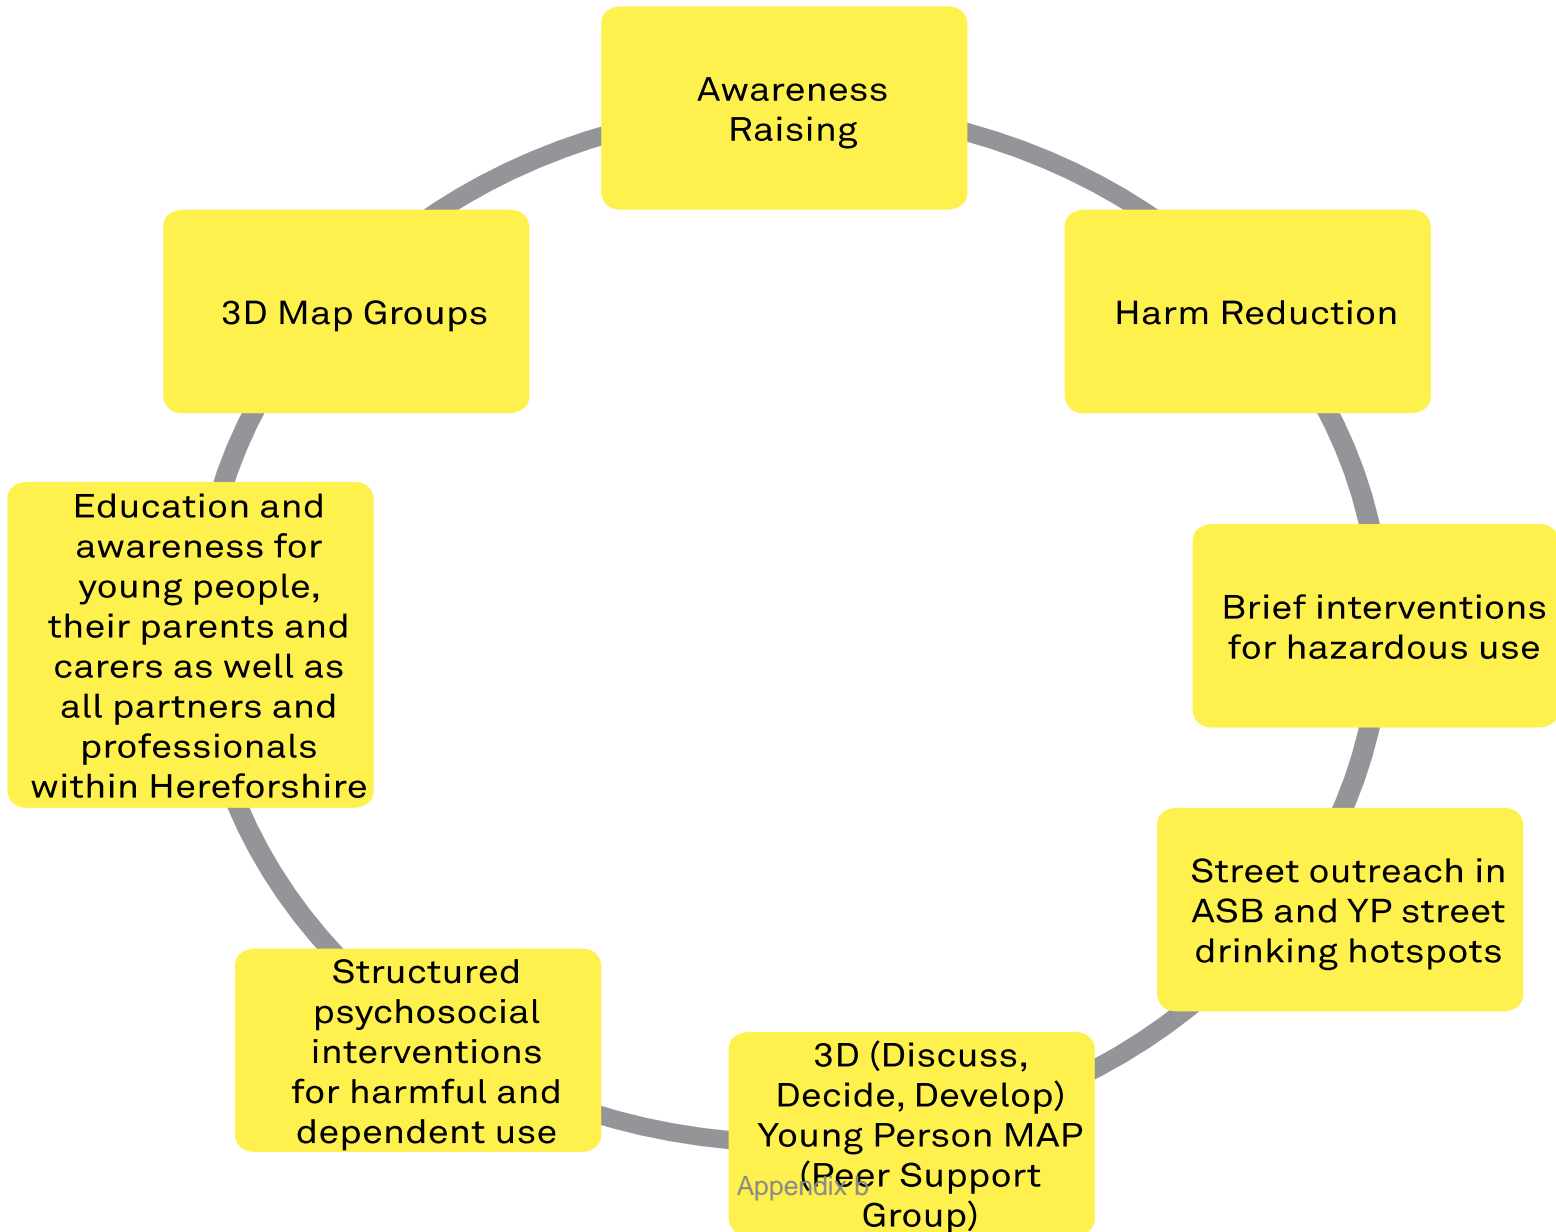 Awareness
Raising
3D Map Groups
Harm Reduction
Education and
awareness for
young people,
their parents and
carers as well as
all partners and
professionals
within Hereforshire
Brief interventions
for hazardous use
Street outreach in
ASB and YP street
drinking hotspots
Structured
psychosocial
interventions
for harmful and
dependent use
3D (Discuss,
Decide, Develop)
Young Person MAP
(Peer Support
Group)
Appendix b